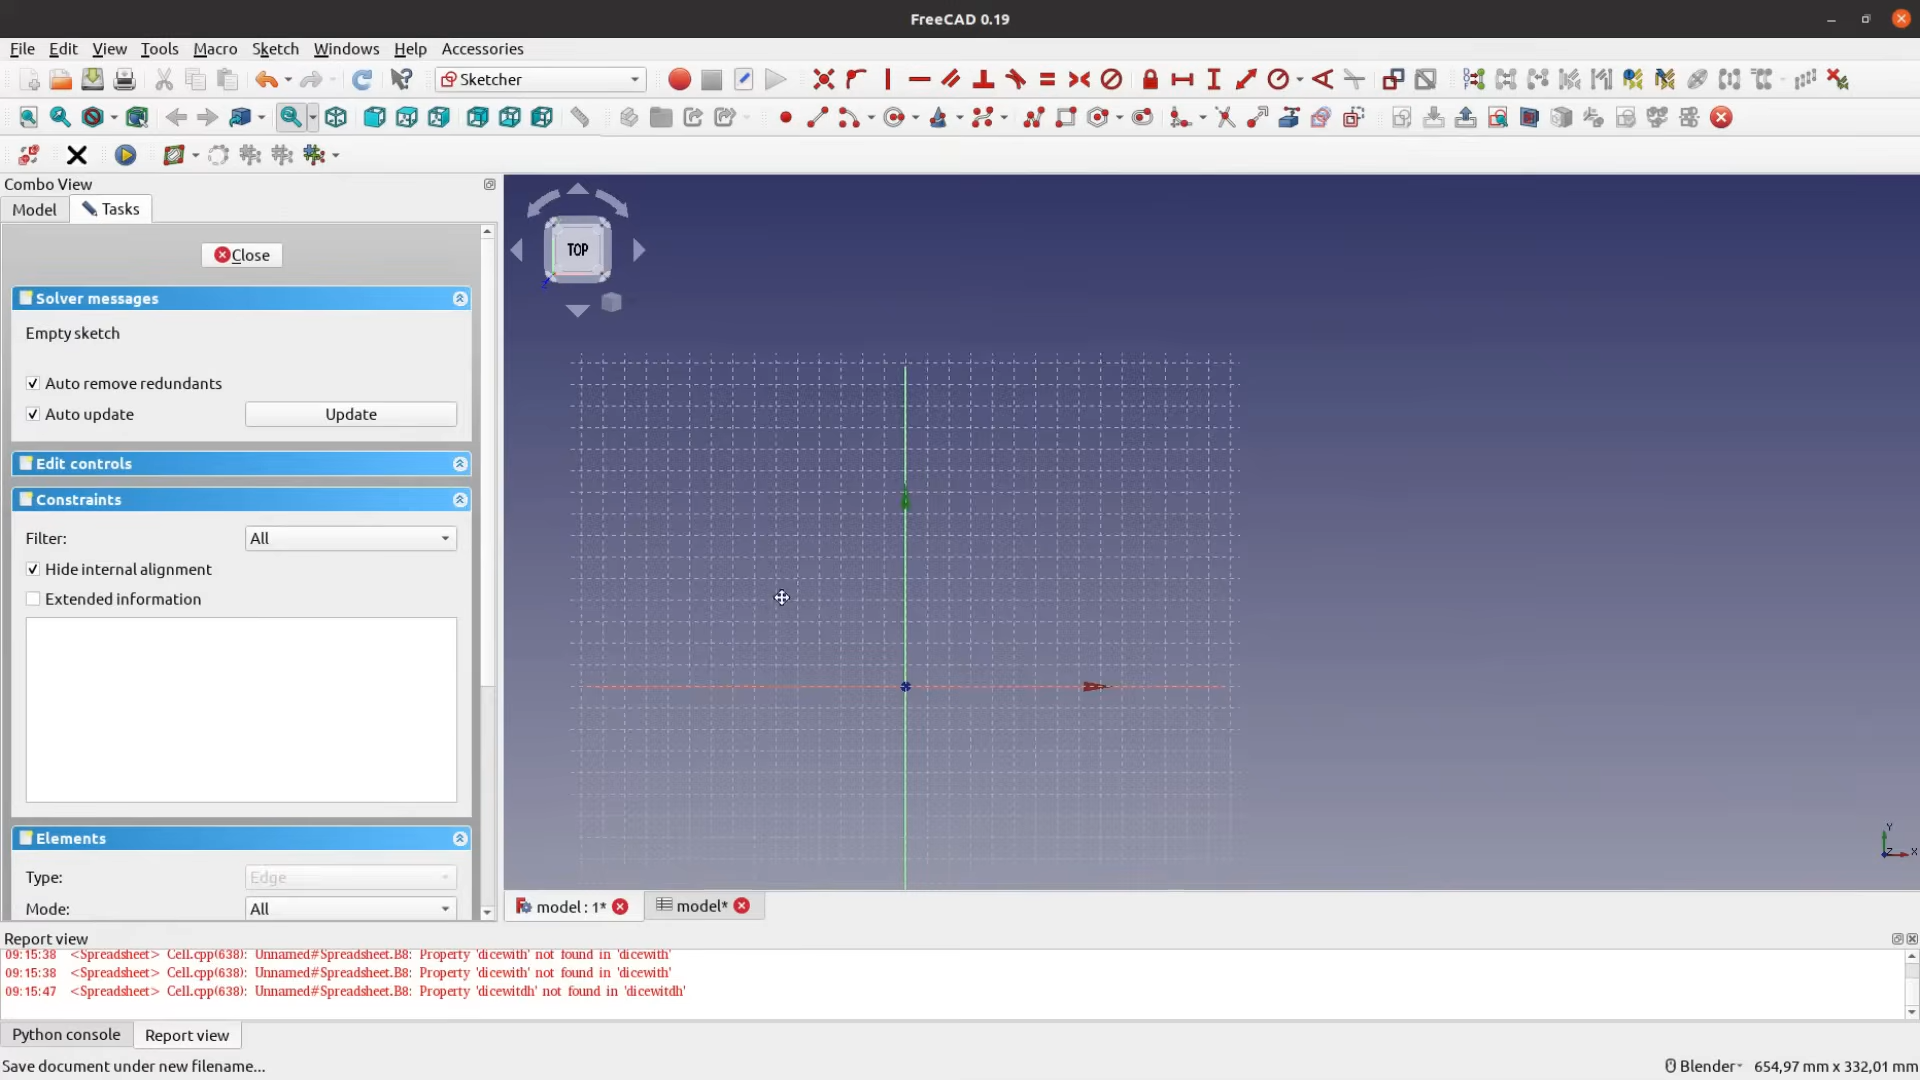 FreeCAD 0.19
File Edit View Tools Macro Sketch Windows Help Accessories
Sketcher
Combo View
Model Tasks
Close
Solver messages
Empty sketch
Auto remove redundants
Auto update Update
Edit controls
Constraints
Filter: All
Hide internal alignment
Extended information
Elements
Type: Edge
Mode: All
TOP
Y
Z X
Z
model : 1* model*
Report view
09:15:38 <Spreadsheet> Cell.cpp(638): Unnamed#Spreadsheet.B8: Property 'dicewith' not found in 'dicewith'
09:15:38 <Spreadsheet> Cell.cpp(638): Unnamed#Spreadsheet.B8: Property 'dicewith' not found in 'dicewith'
09:15:47 <Spreadsheet> Cell.cpp(638): Unnamed#Spreadsheet.B8: Property 'dicewitdh' not found in 'dicewitdh'
Python console Report view
Save document under new filename... Blender 654,97 mm x 332,01 mm